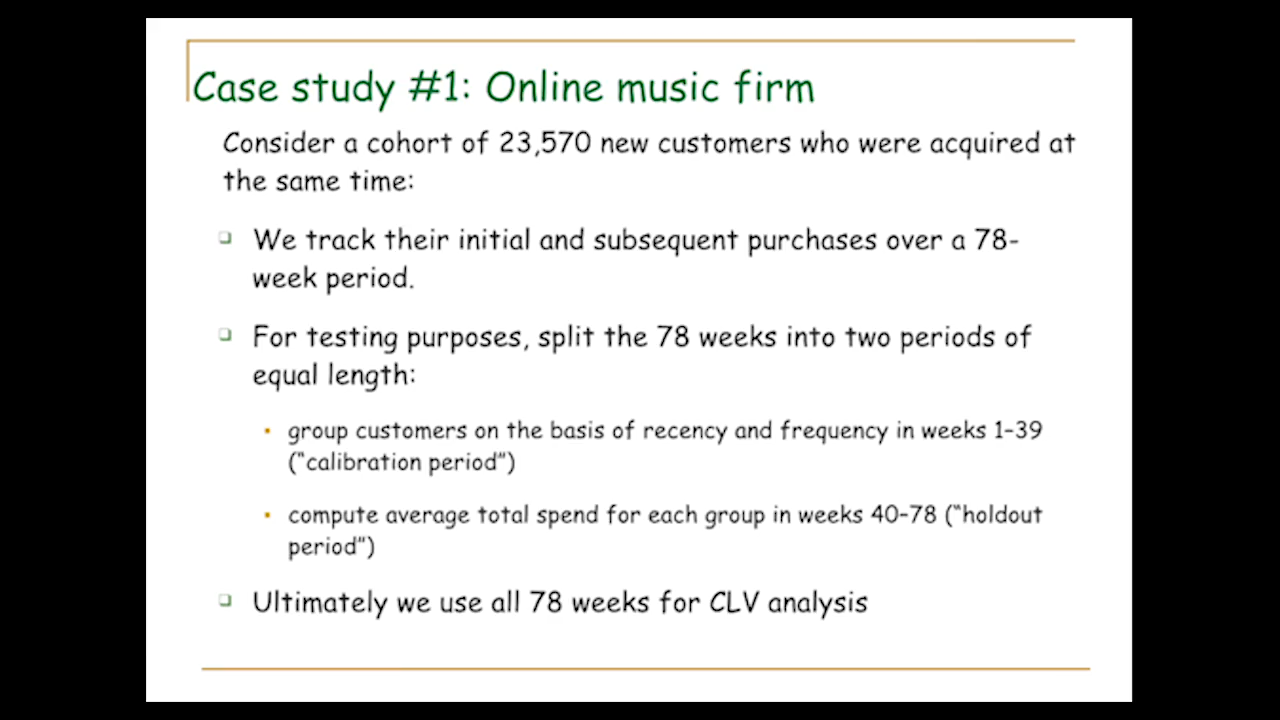 Case study #1: Online music firm
Consider a cohort of 23,570 new customers who were acquired at
the same time:
We track their initial and subsequent purchases over a 78-
week period.
For testing purposes, split the 78 weeks into two periods of
equal length:
group customers on the basis of recency and frequency in weeks 1–39
(“calibration period”)
compute average total spend for each group in weeks 40–78 (“holdout
period”)
Ultimately we use all 78 weeks for CLV analysis